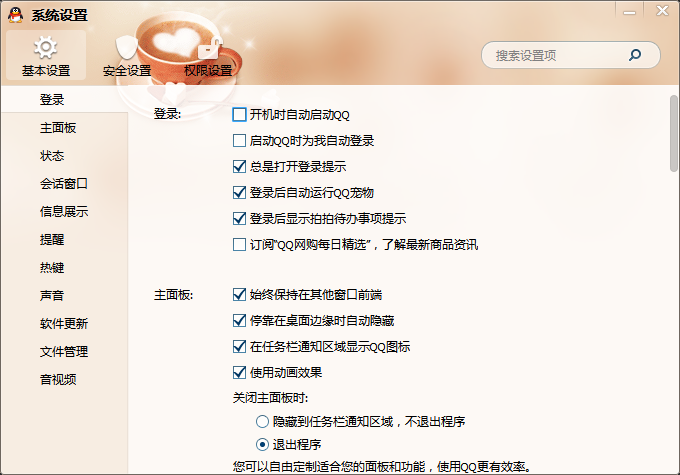 系统设置
基本设置
安全设置
权限设置
搜索设置项
登录
主面板
状态
会话窗口
信息展示
提醒
热键
声音
软件更新
文件管理
音视频
登录:
开机时自动启动QQ
启动QQ时为我自动登录
总是打开登录提示
登录后自动运行QQ宠物
登录后显示拍拍待办事项提示
订阅“QQ网购每日精选”，了解最新商品资讯
主面板:
始终保持在其他窗口前端
停靠在桌面边缘时自动隐藏
在任务栏通知区域显示QQ图标
使用动画效果
关闭主面板时:
隐藏到任务栏通知区域，不退出程序
退出程序
您可以自由定制适合您的面板和功能，使用QQ更有效率。